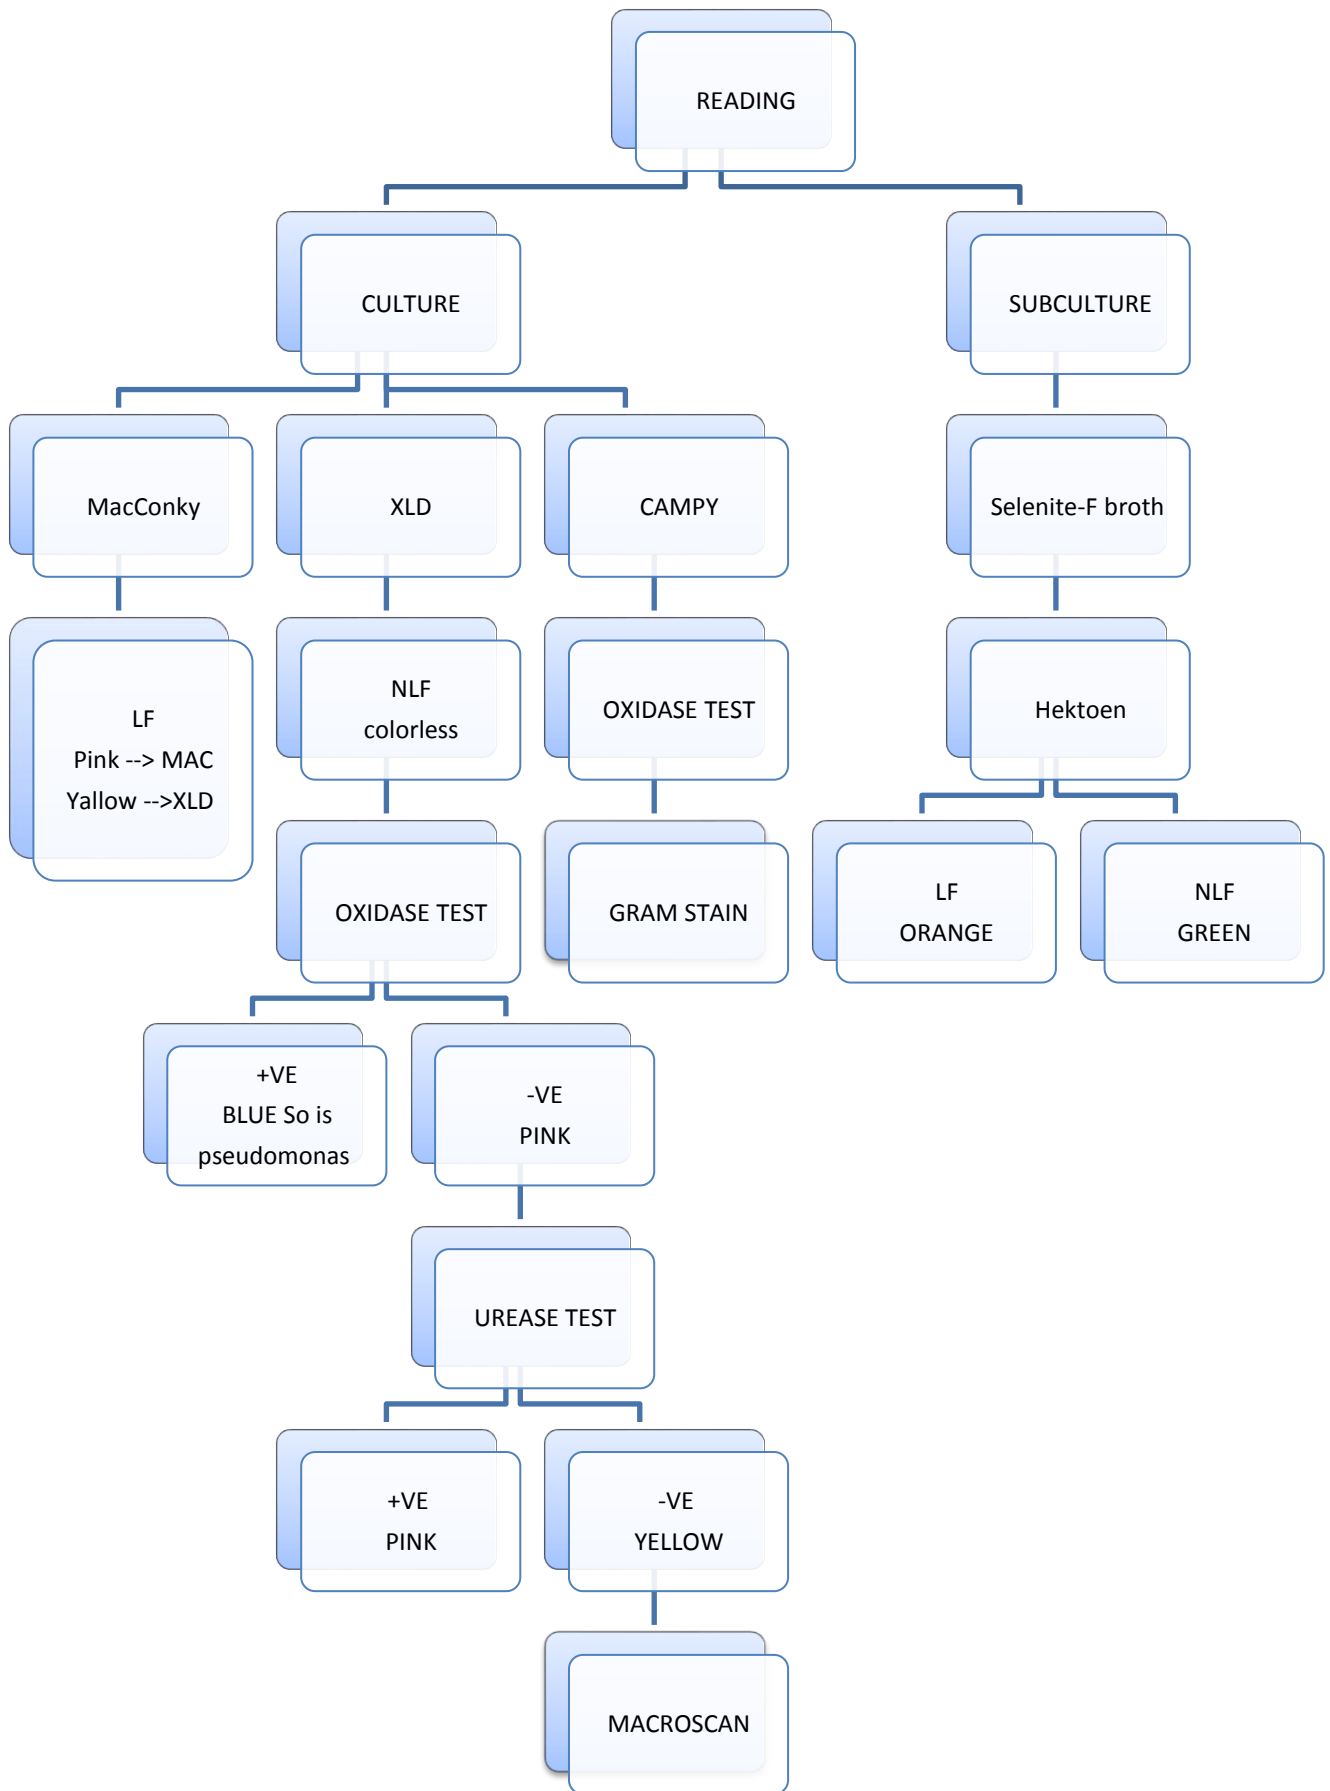 READING
CULTURE
SUBCULTURE
MacConky
XLD
CAMPY
Selenite-F broth
LF
Pink --> MAC
Yallow -->XLD
NLF
colorless
OXIDASE TEST
Hektoen
OXIDASE TEST
GRAM STAIN
LF
ORANGE
NLF
GREEN
+VE
BLUE So is
pseudomonas
-VE
PINK
UREASE TEST
+VE
PINK
-VE
YELLOW
MACROSCAN